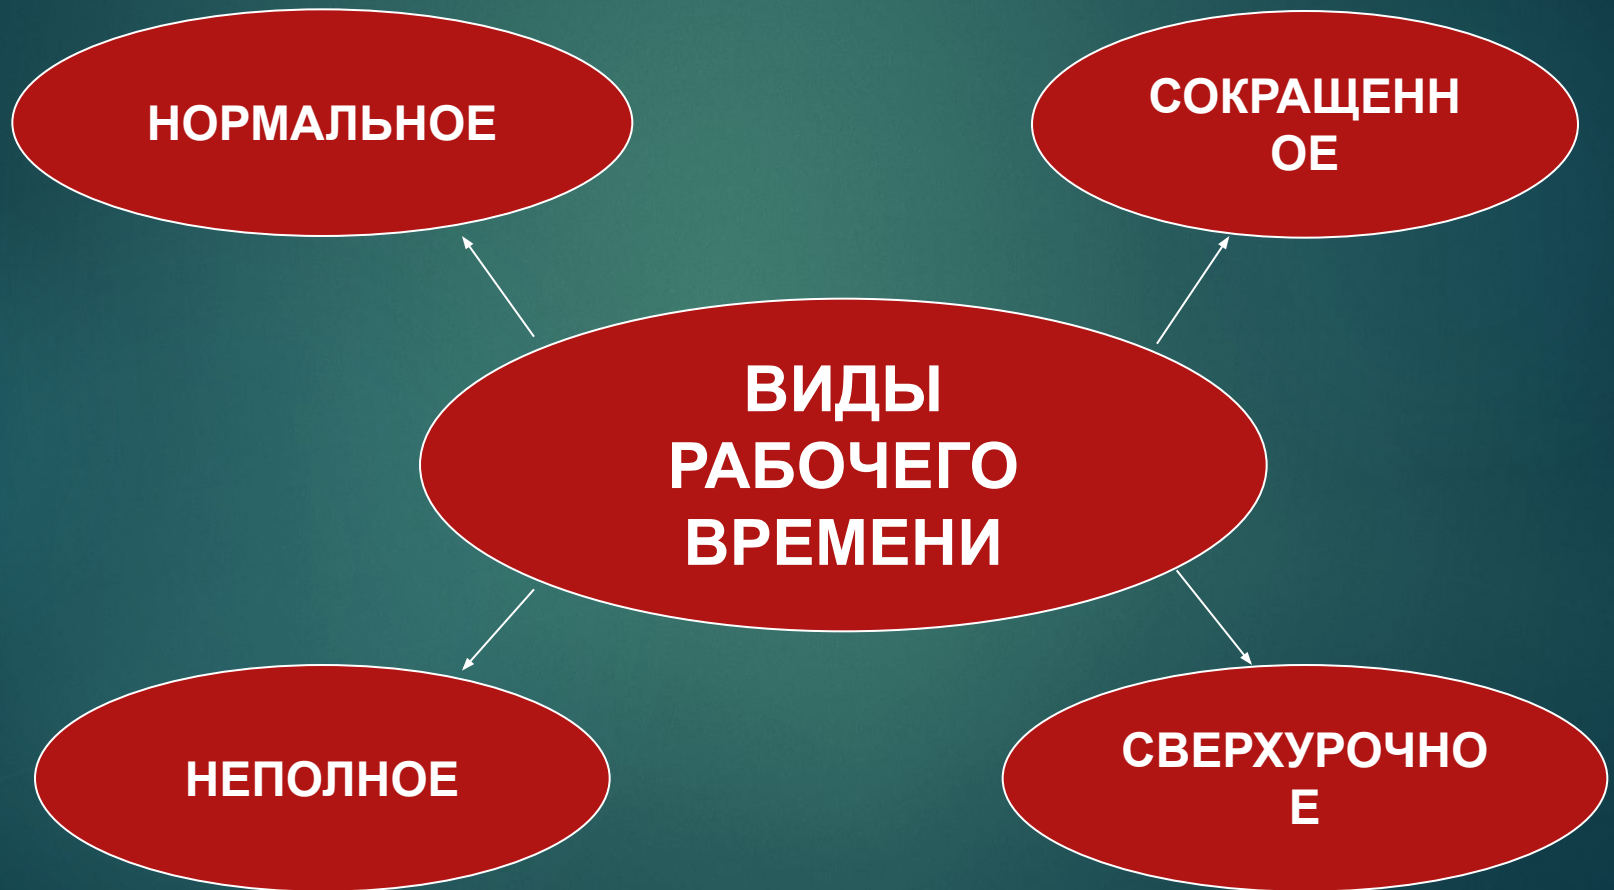 НОРМАЛЬНОЕ
СОКРАЩЕНН
ОЕ
ВИДЫ
РАБОЧЕГО
ВРЕМЕНИ
НЕПОЛНОЕ
СВЕРХУРОЧНО
Е